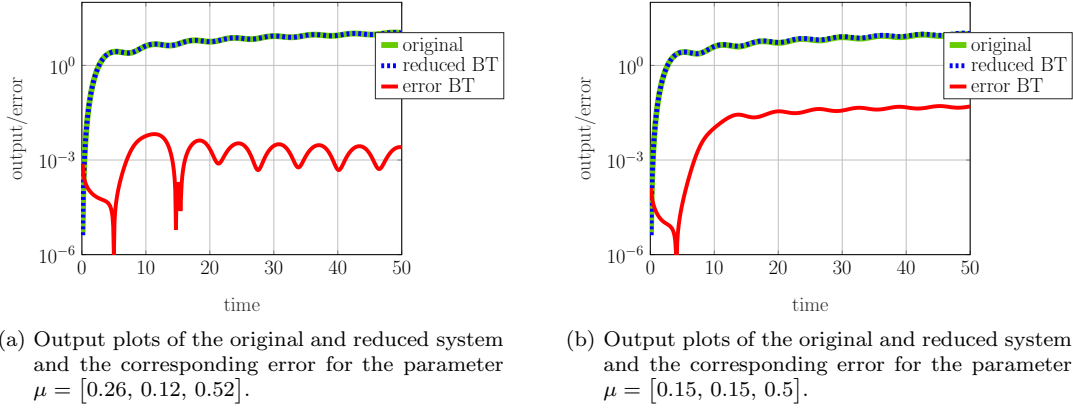 10^0
10^-3
10^-6
output/error
original
reduced BT
error BT
0 10 20 30 40 50
time
(a) Output plots of the original and reduced system
and the corresponding error for the parameter
μ = [0.26, 0.12, 0.52].
10^0
10^-3
10^-6
output/error
original
reduced BT
error BT
0 10 20 30 40 50
time
(b) Output plots of the original and reduced system
and the corresponding error for the parameter
μ = [0.15, 0.15, 0.5].